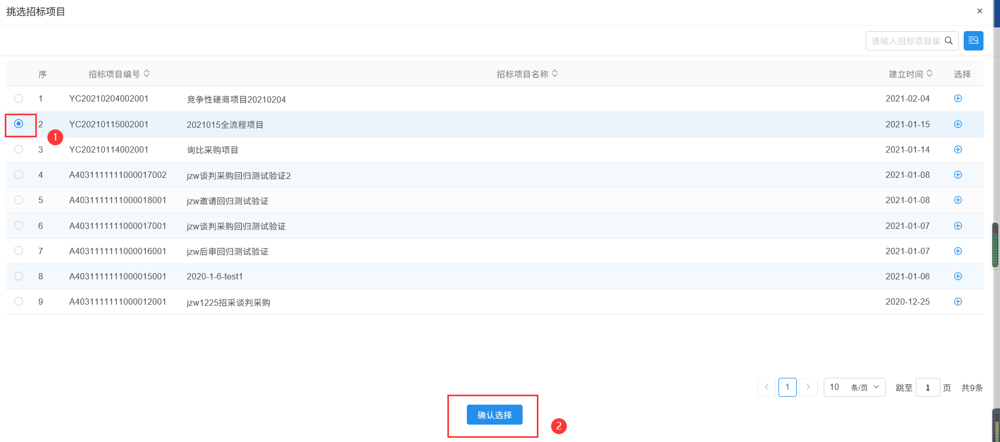 挑选招标项目
请输入招标项目编
序 招标项目编号 招标项目名称 建立时间 选择
1 YC20210204002001 竞争性磋商项目20210204 2021-02-04
2 YC20210115002001 2021015全流程项目 2021-01-15
1
3 YC20210114002001 询比采购项目 2021-01-14
4 A4031111111000017002 jzw谈判采购回归测试验证2 2021-01-08
5 A4031111111000018001 jzw邀请回归测试验证 2021-01-08
6 A4031111111000017001 jzw谈判采购回归测试验证 2021-01-07
7 A4031111111000016001 jzw后审回归测试验证 2021-01-07
8 A4031111111000015001 2020-1-6-test1 2021-01-06
9 A4031111111000012001 jzw1225招采谈判采购 2020-12-25
1 10 条/页 跳至 1 页 共9条
确认选择
2